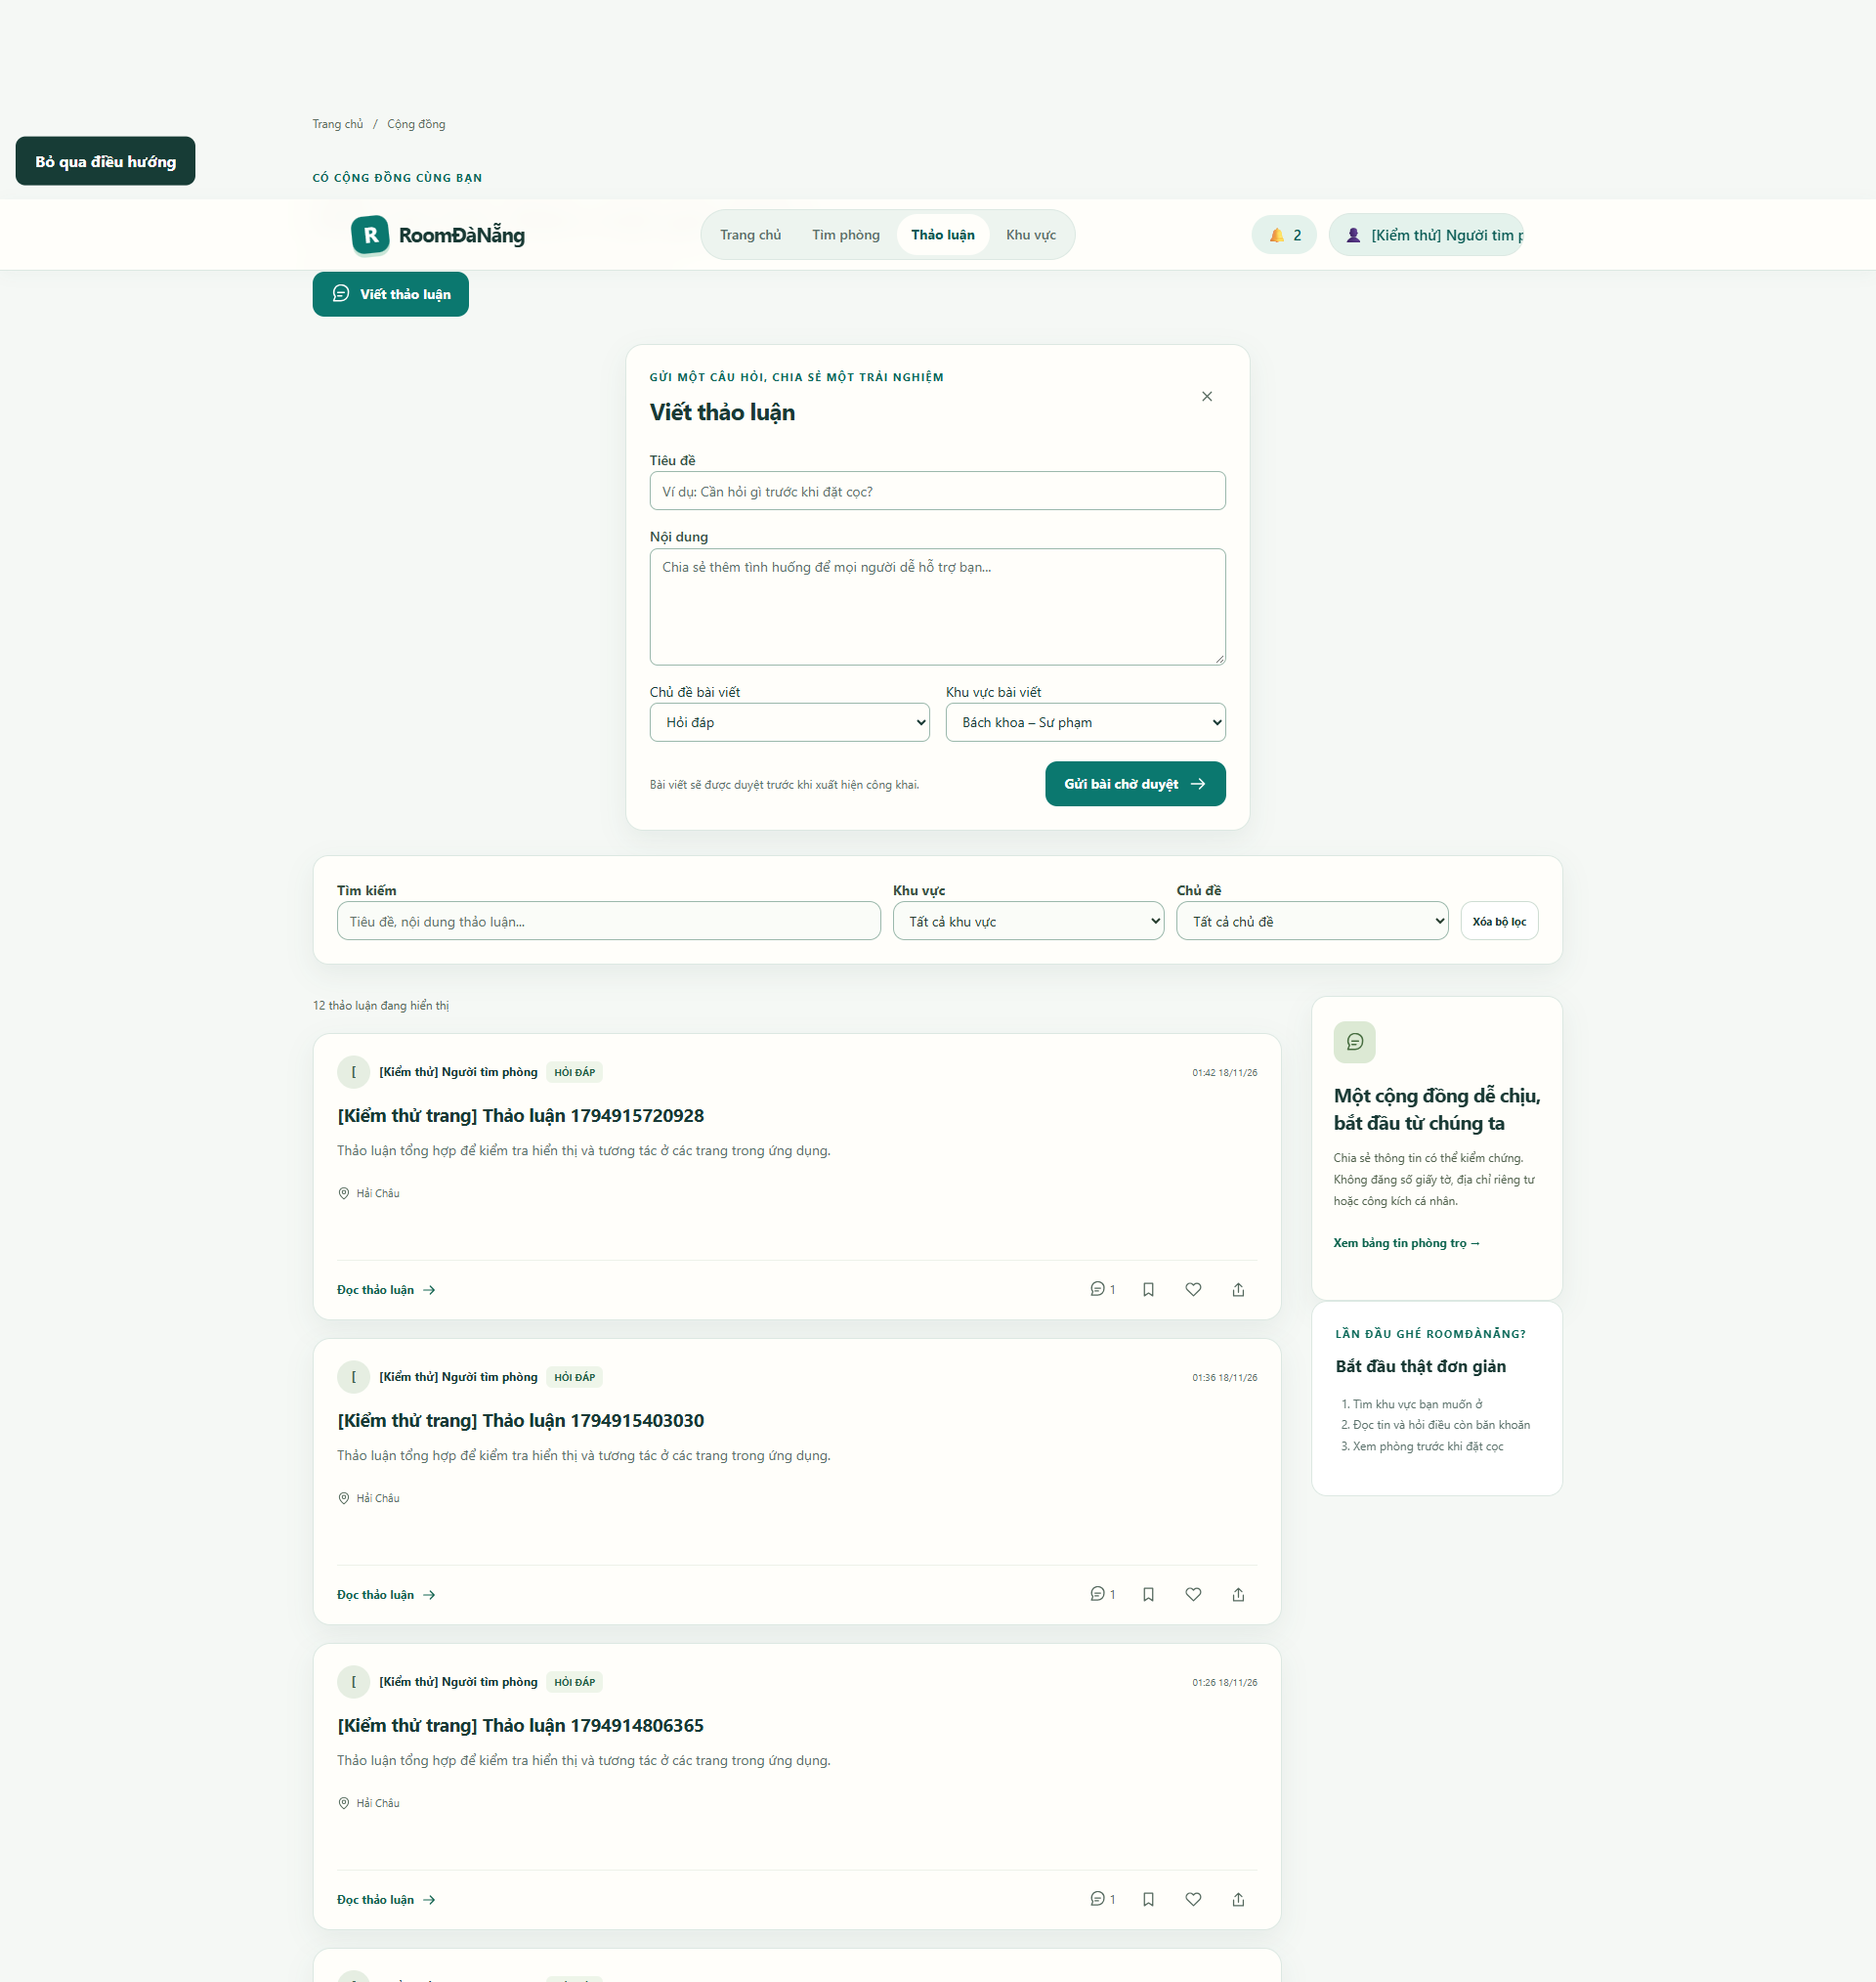 Trang chủ / Cộng đồng
Bỏ qua điều hướng
CÓ CỘNG ĐỒNG CÙNG BẠN
R RoomĐàNẵng
Trang chủ
Tìm phòng
Thảo luận
Khu vực
2
[Kiểm thử] Người tìm p
Viết thảo luận
GỬI MỘT CÂU HỎI, CHIA SẺ MỘT TRẢI NGHIỆM
Viết thảo luận
Tiêu đề
Ví dụ: Cần hỏi gì trước khi đặt cọc?
Nội dung
Chia sẻ thêm tình huống để mọi người dễ hỗ trợ bạn...
Chủ đề bài viết
Khu vực bài viết
Hỏi đáp
Bách khoa – Sư phạm
Bài viết sẽ được duyệt trước khi xuất hiện công khai.
Gửi bài chờ duyệt →
Tìm kiếm
Khu vực
Chủ đề
Tiêu đề, nội dung thảo luận...
Tất cả khu vực
Tất cả chủ đề
Xóa bộ lọc
12 thảo luận đang hiển thị
[ [Kiểm thử] Người tìm phòng HỎI ĐÁP 01:42 18/11/26
[Kiểm thử trang] Thảo luận 1794915720928
Thảo luận tổng hợp để kiểm tra hiển thị và tương tác ở các trang trong ứng dụng.
Hải Châu
Đọc thảo luận → 1
[ [Kiểm thử] Người tìm phòng HỎI ĐÁP 01:36 18/11/26
[Kiểm thử trang] Thảo luận 1794915403030
Thảo luận tổng hợp để kiểm tra hiển thị và tương tác ở các trang trong ứng dụng.
Hải Châu
Đọc thảo luận → 1
[ [Kiểm thử] Người tìm phòng HỎI ĐÁP 01:26 18/11/26
[Kiểm thử trang] Thảo luận 1794914806365
Thảo luận tổng hợp để kiểm tra hiển thị và tương tác ở các trang trong ứng dụng.
Hải Châu
Đọc thảo luận → 1
Một cộng đồng dễ chịu,
bắt đầu từ chúng ta
Chia sẻ thông tin có thể kiểm chứng.
Không đăng số giấy tờ, địa chỉ riêng tư
hoặc công kích cá nhân.
Xem bảng tin phòng trọ →
LẦN ĐẦU GHÉ ROOMĐÀNẴNG?
Bắt đầu thật đơn giản
1. Tìm khu vực bạn muốn ở
2. Đọc tin và hỏi điều còn băn khoăn
3. Xem phòng trước khi đặt cọc